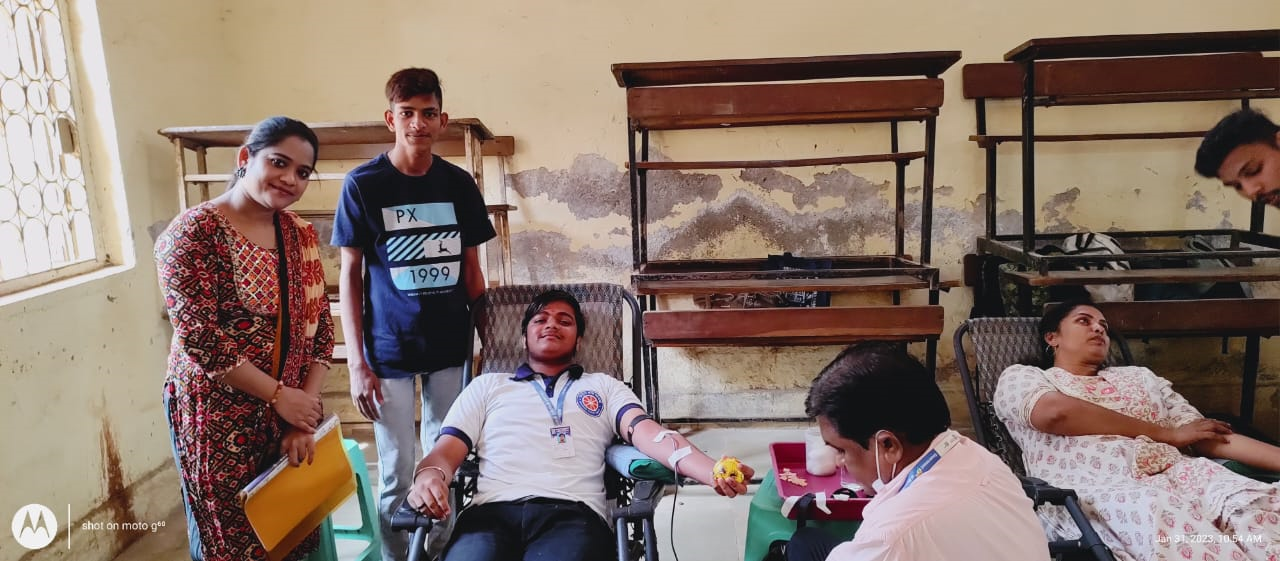 PX
1999
shot on moto g⁶⁰
Jan 31, 2023, 10:54 AM